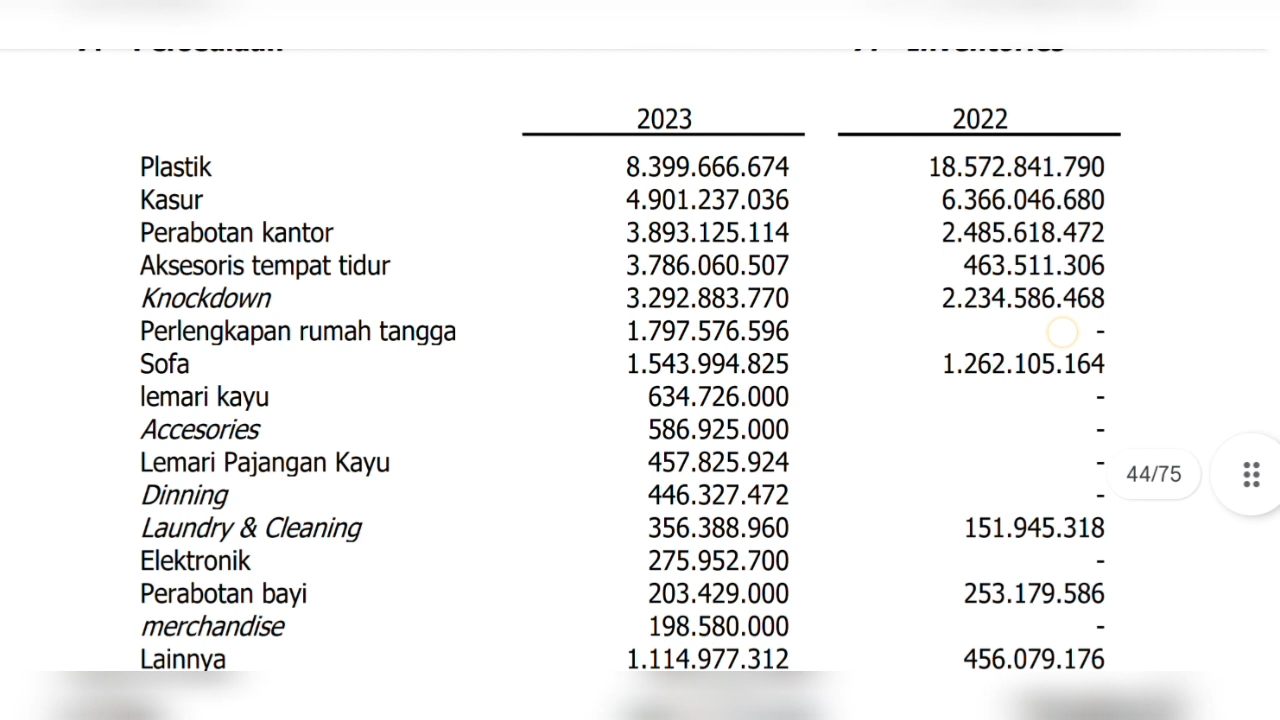 2023 2022
Plastik 8.399.666.674 18.572.841.790
Kasur 4.901.237.036 6.366.046.680
Perabotan kantor 3.893.125.114 2.485.618.472
Aksesoris tempat tidur 3.786.060.507 463.511.306
Knockdown 3.292.883.770 2.234.586.468
Perlengkapan rumah tangga 1.797.576.596 -
Sofa 1.543.994.825 1.262.105.164
lemari kayu 634.726.000 -
Accesories 586.925.000 -
Lemari Pajangan Kayu 457.825.924 -
Dinning 446.327.472 -
Laundry & Cleaning 356.388.960 151.945.318
Elektronik 275.952.700 -
Perabotan bayi 203.429.000 253.179.586
merchandise 198.580.000 -
Lainnya 1.114.977.312 456.079.176
44/75